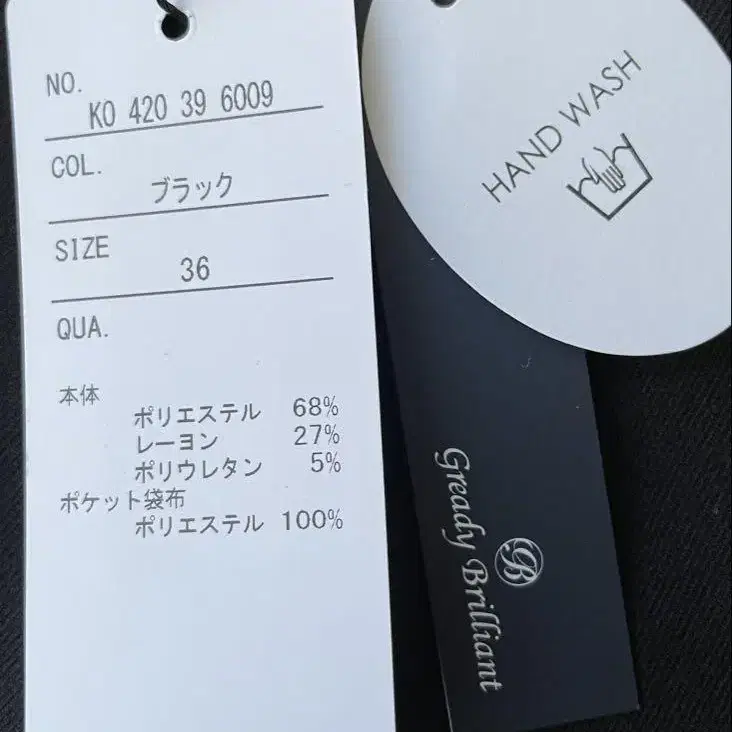 NO.
KO 420 39 6009
COL.
ブラック
SIZE
36
QUA.
本体
ポリエステル 68%
レーヨン 27%
ポリウレタン 5%
ポケット袋布
ポリエステル 100%
HAND WASH
GB
Gready Brilliant